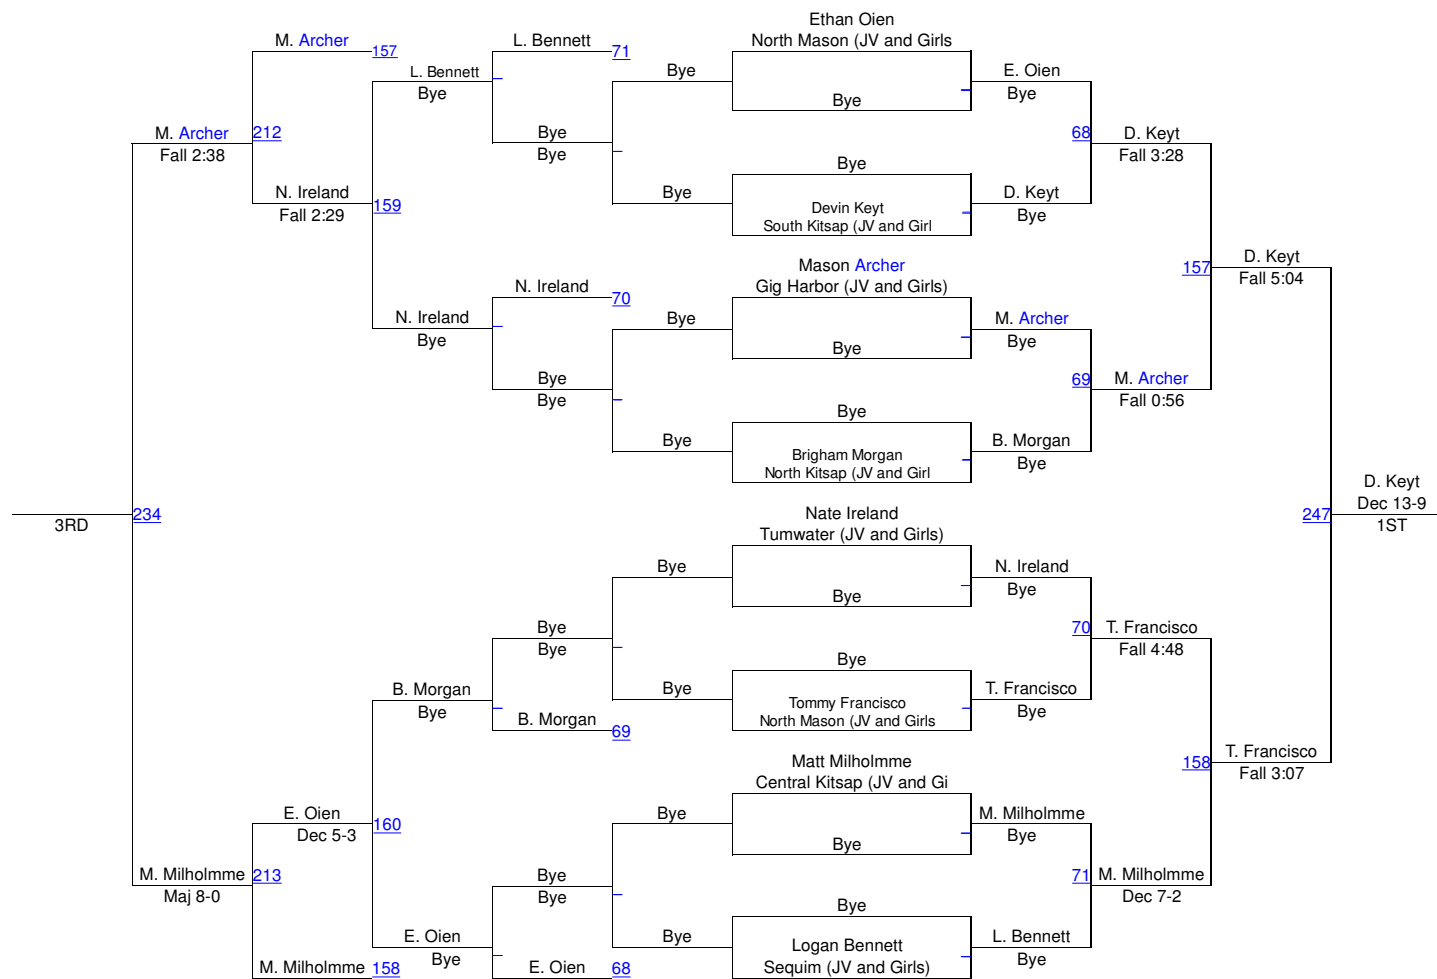 Ethan Oien
M. Archer
157
L. Bennett
71
North Mason (JV and Girls
L. Bennett
Bye
Bye
Bye
E. Oien
Bye
M. Archer
212
Fall 2:38
Bye
Bye
68
D. Keyt
Fall 3:28
Bye
N. Ireland
Fall 2:29
159
Bye
Devin Keyt
South Kitsap (JV and Girl
D. Keyt
Bye
Mason Archer
Gig Harbor (JV and Girls)
157
D. Keyt
Fall 5:04
N. Ireland
70
N. Ireland
Bye
Bye
Bye
M. Archer
Bye
Bye
Bye
69
M. Archer
Fall 0:56
Bye
Bye
Brigham Morgan
North Kitsap (JV and Girl
B. Morgan
Bye
3RD
234
Nate Ireland
Tumwater (JV and Girls)
247
D. Keyt
Dec 13-9
1ST
Bye
Bye
N. Ireland
Bye
Bye
Bye
70
T. Francisco
Fall 4:48
B. Morgan
Bye
Bye
Bye
Tommy Francisco
North Mason (JV and Girls
T. Francisco
Bye
B. Morgan
69
Matt Milholmme
Central Kitsap (JV and Gi
158
T. Francisco
Fall 3:07
E. Oien
Dec 5-3
160
Bye
Bye
M. Milholmme
Bye
M. Milholmme
213
Maj 8-0
Bye
Bye
71
M. Milholmme
Dec 7-2
Bye
E. Oien
Bye
Bye
Logan Bennett
Sequim (JV and Girls)
L. Bennett
Bye
M. Milholmme
158
E. Oien
68